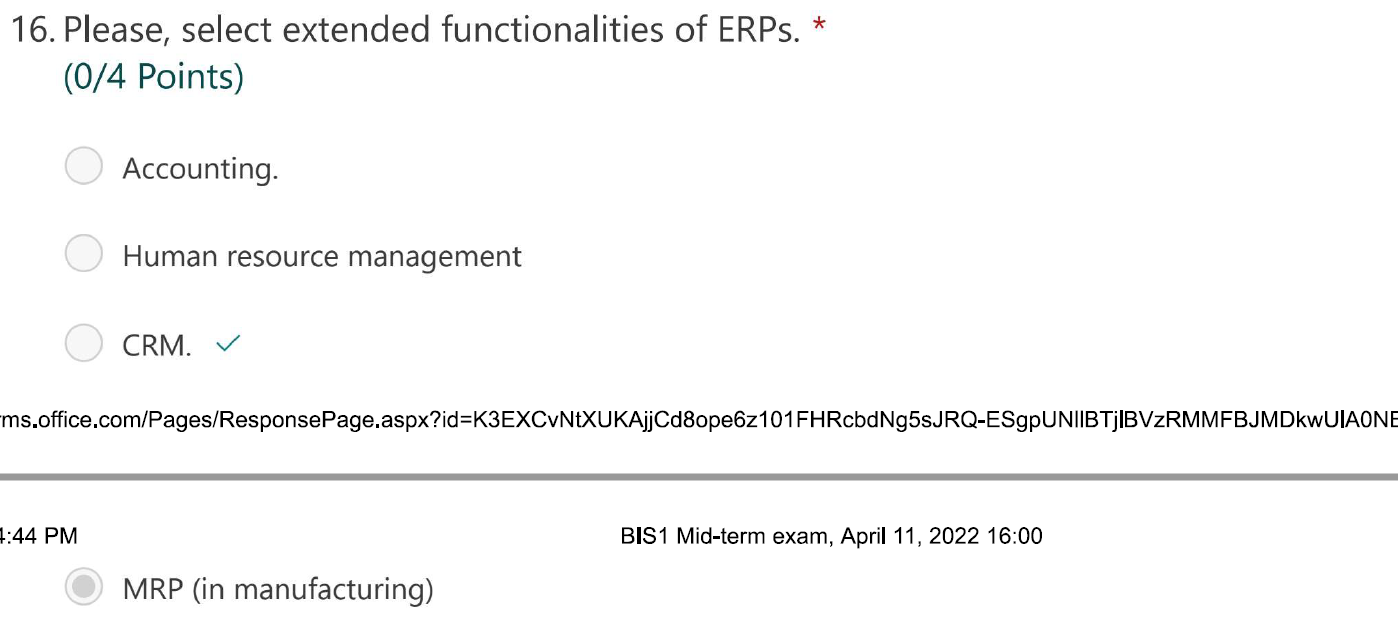 16. Please, select extended functionalities of ERPs. *
(0/4 Points)
Accounting.
Human resource management
CRM.
rms.office.com/Pages/ResponsePage.aspx?id=K3EXCvNtXUKAjjCd8ope6z101FHRcbdNg5sJRQ-ESgpUNllBTjlBVzRMMFBJMDkwUlA0NE
4:44 PM
BIS1 Mid-term exam, April 11, 2022 16:00
MRP (in manufacturing)